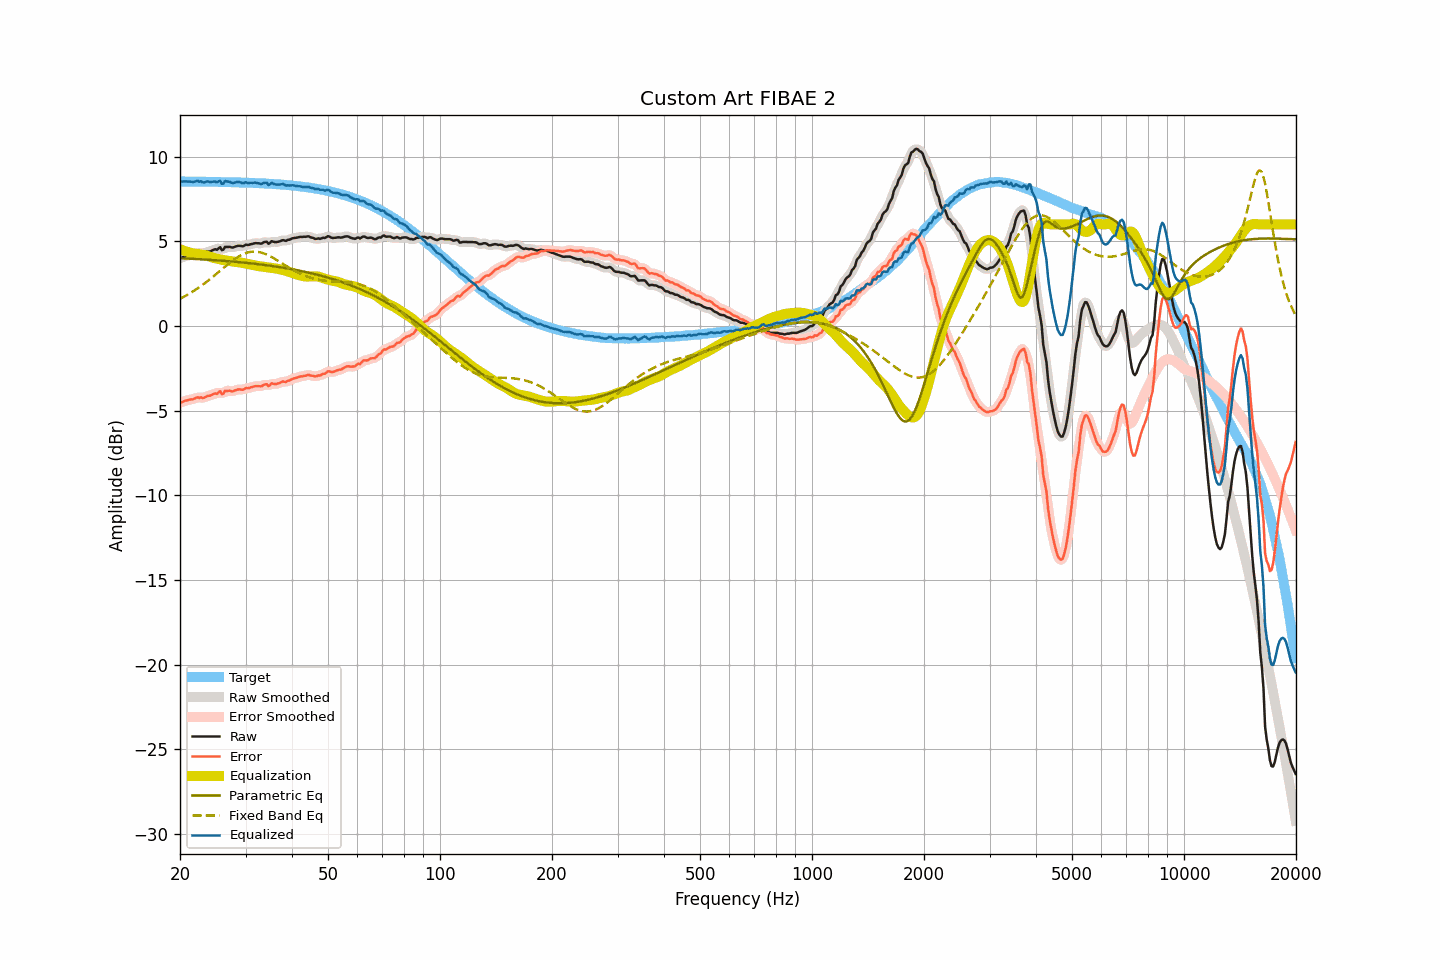 Custom Art FIBAE 2
10
5
0
−5
−10
−15
−20
−25
−30
Amplitude (dBr)
Target
Raw Smoothed
Error Smoothed
Raw
Error
Equalization
Parametric Eq
Fixed Band Eq
Equalized
20 50 100 200 500 1000 2000 5000 10000 20000
Frequency (Hz)